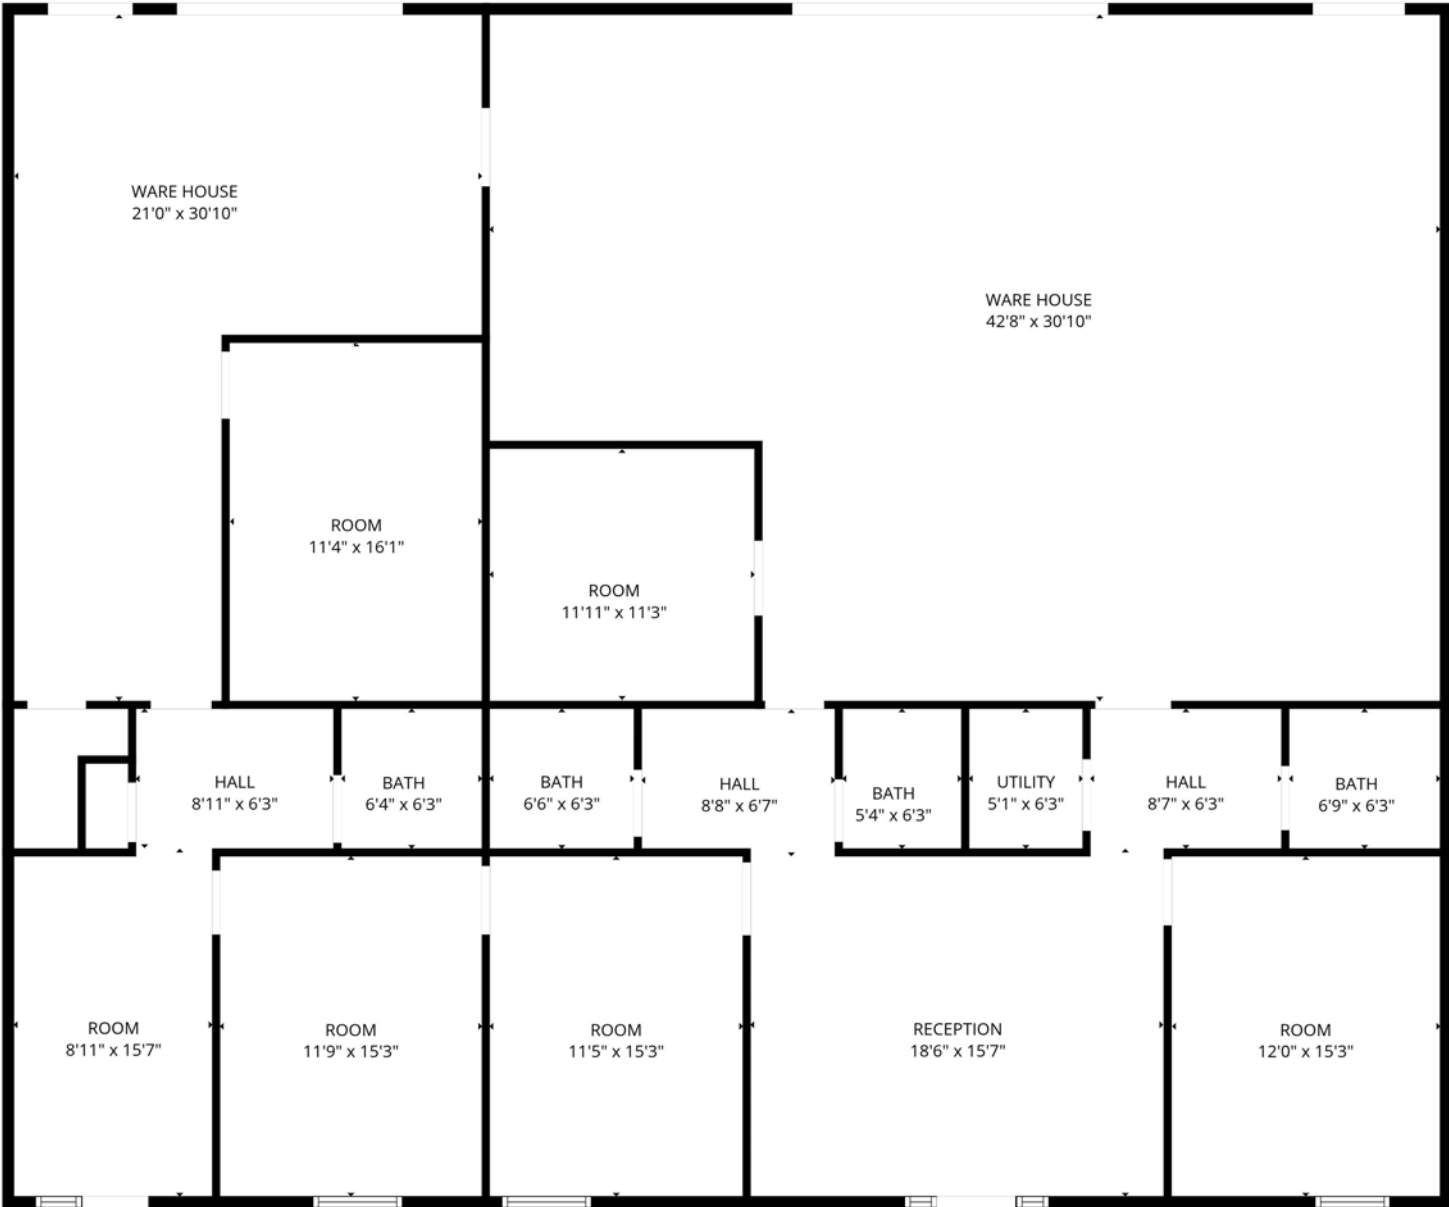 WARE HOUSE
21'0" x 30'10"
WARE HOUSE
42'8" x 30'10"
ROOM
11'4" x 16'1"
ROOM
11'11" x 11'3"
HALL
8'11" x 6'3"
BATH
6'4" x 6'3"
BATH
6'6" x 6'3"
HALL
8'8" x 6'7"
BATH
5'4" x 6'3"
UTILITY
5'1" x 6'3"
HALL
8'7" x 6'3"
BATH
6'9" x 6'3"
ROOM
8'11" x 15'7"
ROOM
11'9" x 15'3"
ROOM
11'5" x 15'3"
RECEPTION
18'6" x 15'7"
ROOM
12'0" x 15'3"